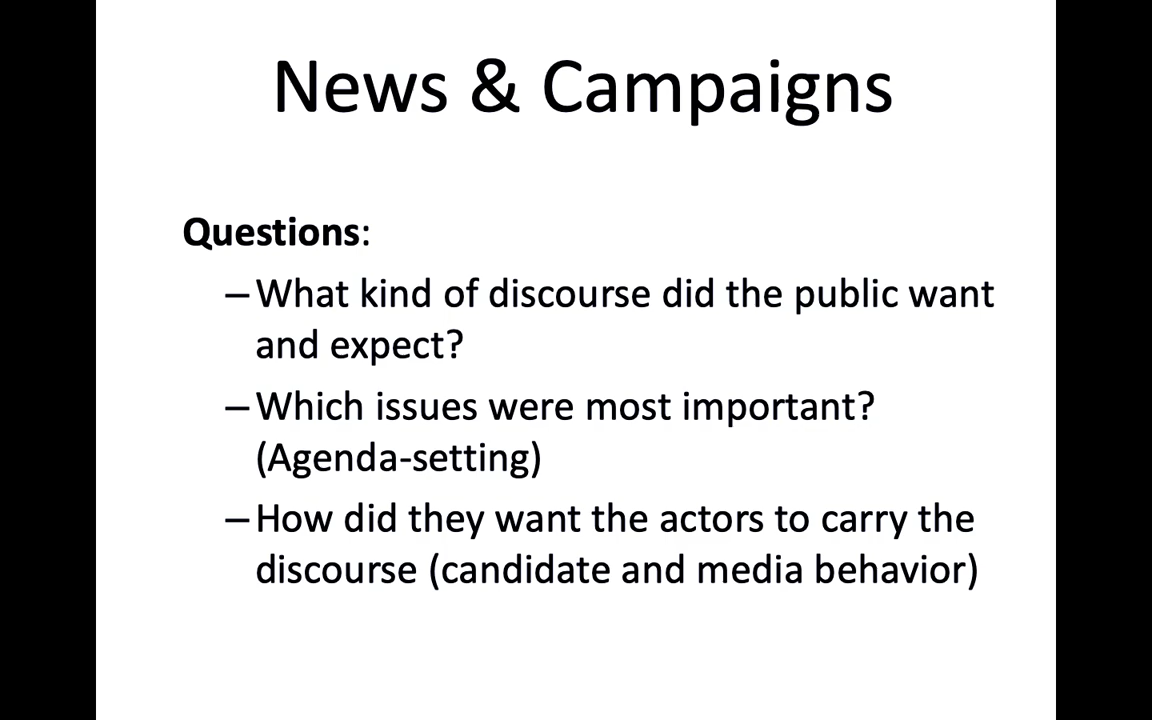 News & Campaigns
Questions:
–What kind of discourse did the public want
and expect?
–Which issues were most important?
(Agenda-setting)
–How did they want the actors to carry the
discourse (candidate and media behavior)